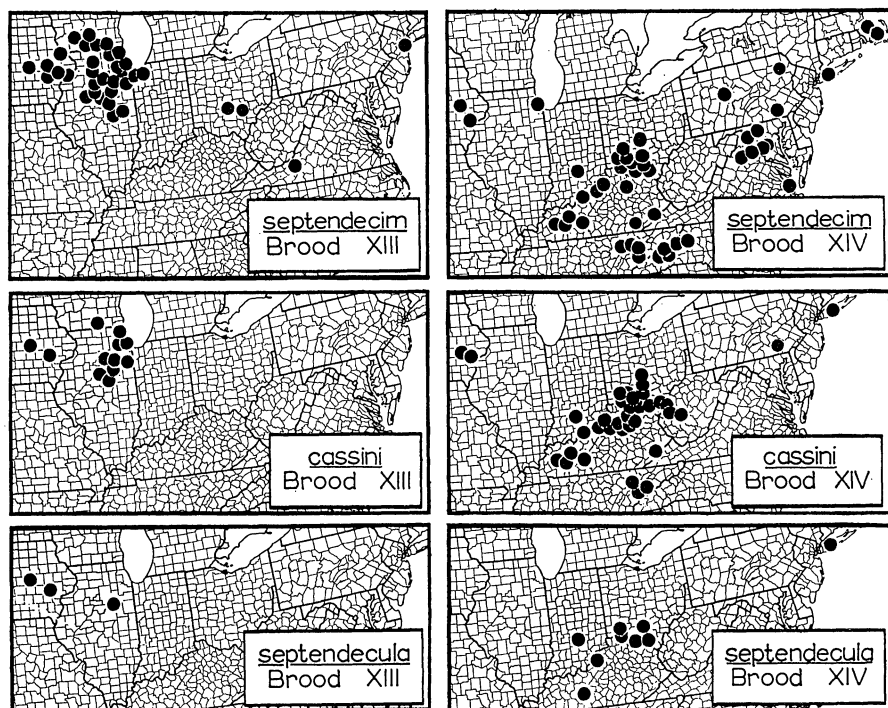 septendecim
Brood XIII
septendecim
Brood XIV
cassini
Brood XIII
cassini
Brood XIV
septendecula
Brood XIII
septendecula
Brood XIV